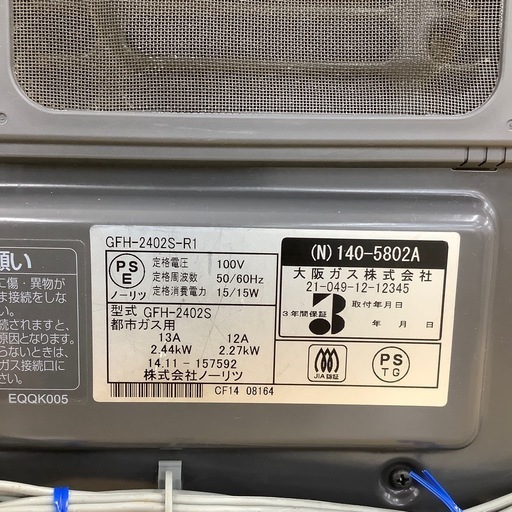 願い
に傷・異物が
ま接続をしな
い。
続されますと、
原因となります。
らないときは、
ガス接続口に
さい。
EQQK005
GFH-2402S-R1
PS
E
ノーリツ
定格電圧 100V
定格周波数 50/60Hz
定格消費電力 15/15W
型式 GFH-2402S
都市ガス用
13A 12A
2.44kW 2.27kW
14.11-157592
株式会社ノーリツ
(N) 140-5802A
大阪ガス株式会社
21-049-12-12345
3
3年間保証
取付年月日
年 月 日
JIA認証
PS
TG
CF14 08164